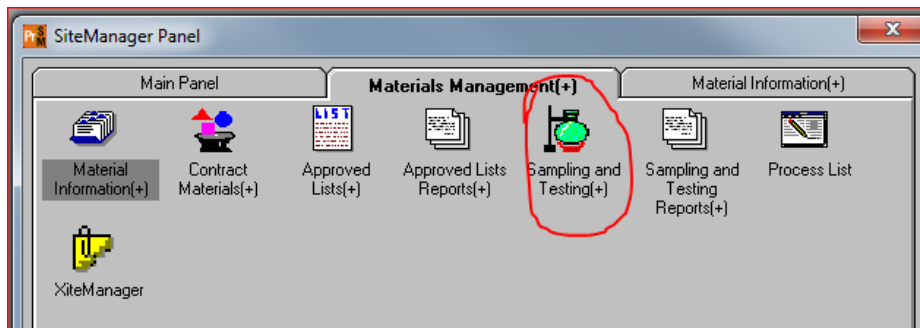 SiteManager Panel
Main Panel
Materials Management(+)
Material Information(+)
Material
Information(+)
Contract
Materials(+)
LIST
Approved
Lists(+)
Approved Lists
Reports(+)
Sampling and
Testing(+)
Sampling and
Testing
Reports(+)
Process List
XiteManager